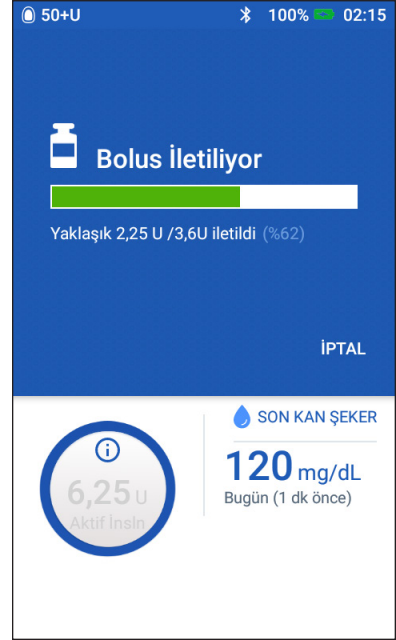 50+U 100% 02:15
Bolus İletiliyor
Yaklaşık 2,25 U /3,6U iletildi (%62)
İPTAL
SON KAN ŞEKER
120 mg/dL
Bugün (1 dk önce)
6,25 U
Aktif İnsln